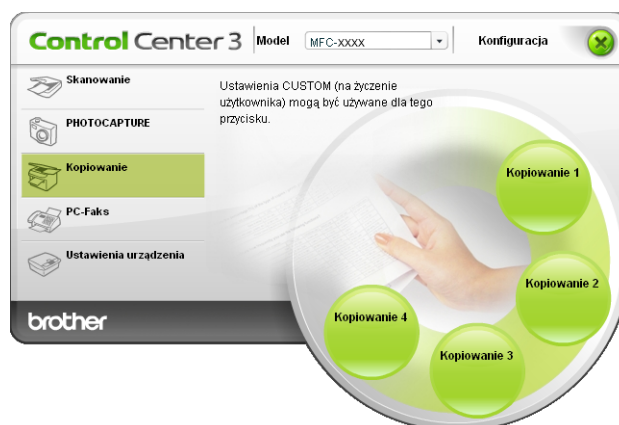 Control Center 3
Model
MFC-XXXX
Konfiguracja
Skanowanie
PHOTOCAPTURE
Kopiowanie
PC-Faks
Ustawienia urządzenia
Ustawienia CUSTOM (na życzenie
użytkownika) mogą być używane dla tego
przycisku.
Kopiowanie 1
Kopiowanie 2
Kopiowanie 3
Kopiowanie 4
brother